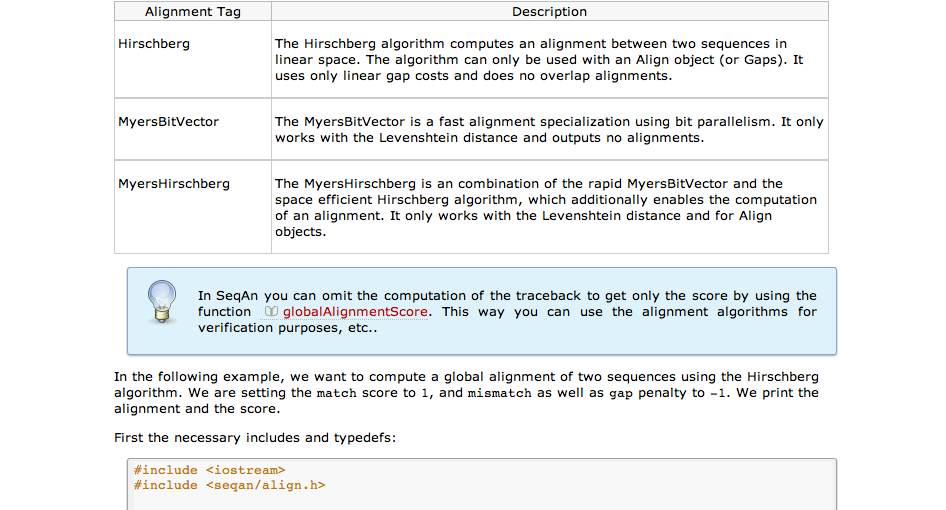 Alignment Tag Description
Hirschberg
The Hirschberg algorithm computes an alignment between two sequences in
linear space. The algorithm can only be used with an Align object (or Gaps). It
uses only linear gap costs and does no overlap alignments.
MyersBitVector
The MyersBitVector is a fast alignment specialization using bit parallelism. It only
works with the Levenshtein distance and outputs no alignments.
MyersHirschberg
The MyersHirschberg is an combination of the rapid MyersBitVector and the
space efficient Hirschberg algorithm, which additionally enables the computation
of an alignment. It only works with the Levenshtein distance and for Align
objects.
In SeqAn you can omit the computation of the traceback to get only the score by using the
function globalAlignmentScore. This way you can use the alignment algorithms for
verification purposes, etc..
In the following example, we want to compute a global alignment of two sequences using the Hirschberg
algorithm. We are setting the match score to 1, and mismatch as well as gap penalty to -1. We print the
alignment and the score.
First the necessary includes and typedefs:
#include <iostream>
#include <seqan/align.h>